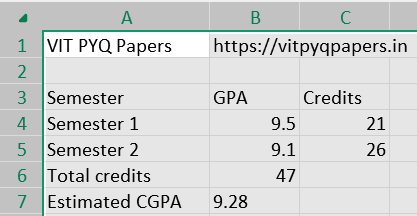 A B C
1 VIT PYQ Papers https://vitpyqpapers.in
2
3 Semester GPA Credits
4 Semester 1 9.5 21
5 Semester 2 9.1 26
6 Total credits 47
7 Estimated CGPA 9.28